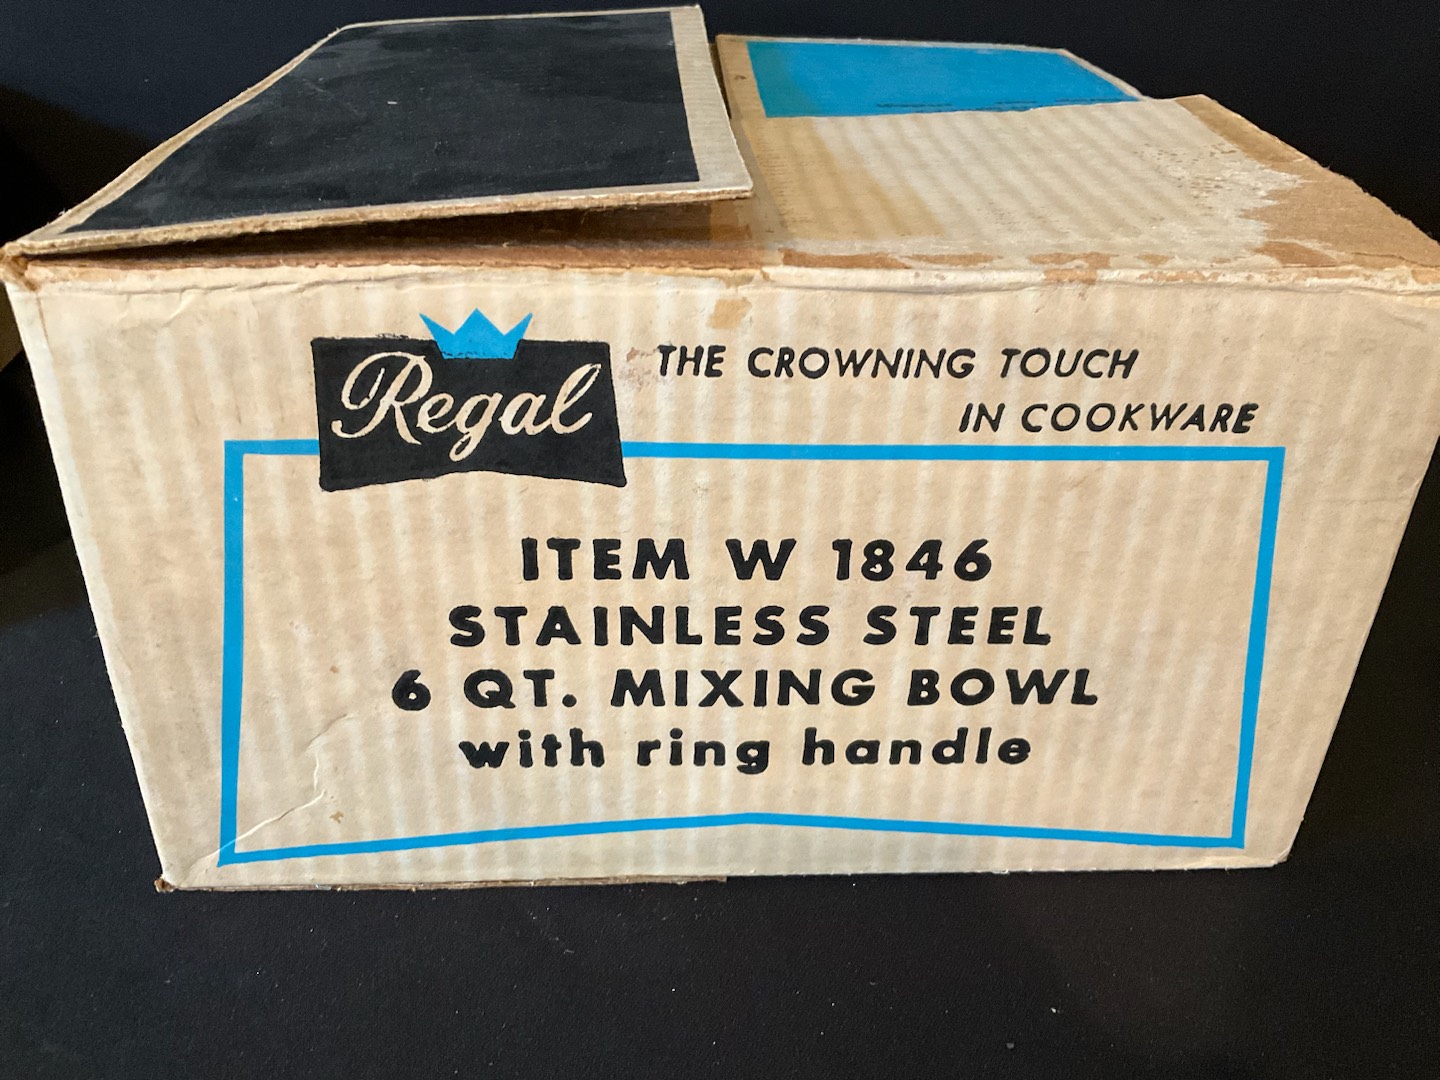 Regal
THE CROWNING TOUCH
IN COOKWARE
ITEM W 1846
STAINLESS STEEL
6 QT. MIXING BOWL
with ring handle